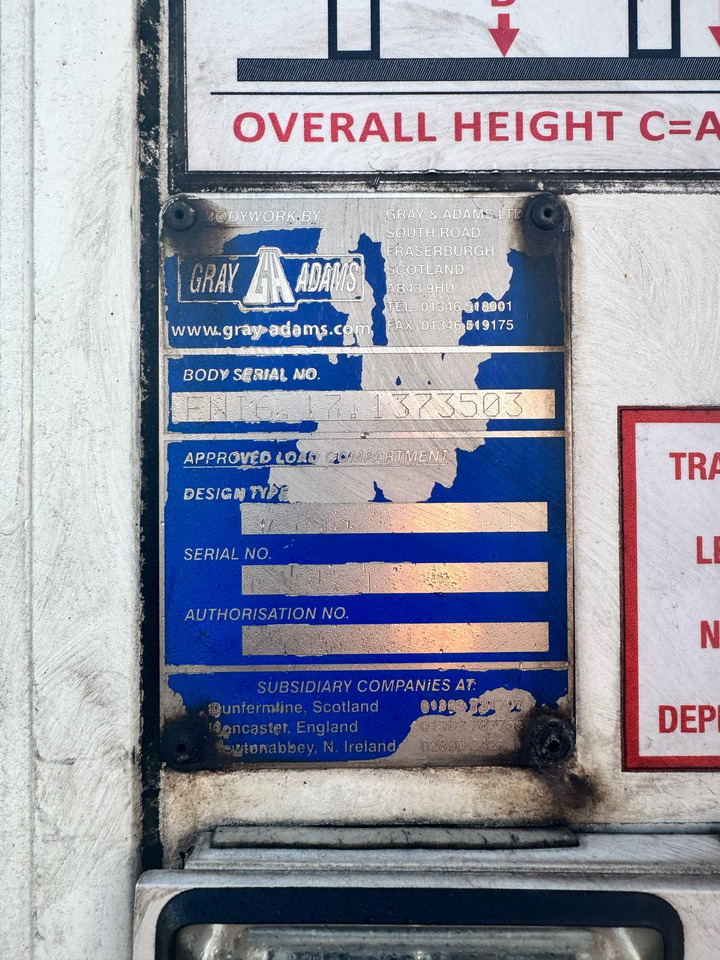 D
OVERALL HEIGHT C=A
BODYWORK BY
GRAY & ADAMS LTD
SOUTH ROAD
FRASERBURGH
SCOTLAND
AB43 9HU
TEL. 01346 518001
FAX. 01346 519175
GRAY GA ADAMS
www.gray-adams.com
BODY SERIAL NO.
1373503
APPROVED LOAD COMPARTMENT
DESIGN TYPE
SERIAL NO.
AUTHORISATION NO.
SUBSIDIARY COMPANIES AT:
Dunfermline, Scotland
Doncaster, England
Newtonabbey, N. Ireland
TRA
LE
N
DEPE